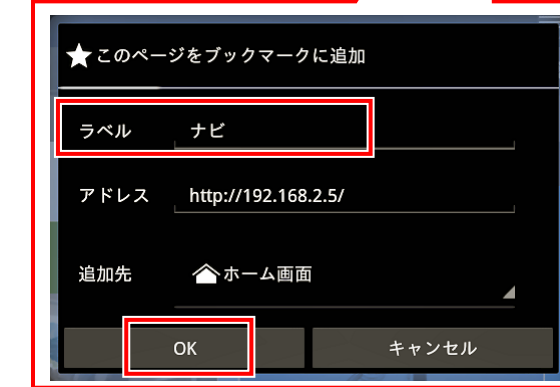 このページをブックマークに追加
ラベル ナビ
アドレス http://192.168.2.5/
追加先 ホーム画面
OK キャンセル